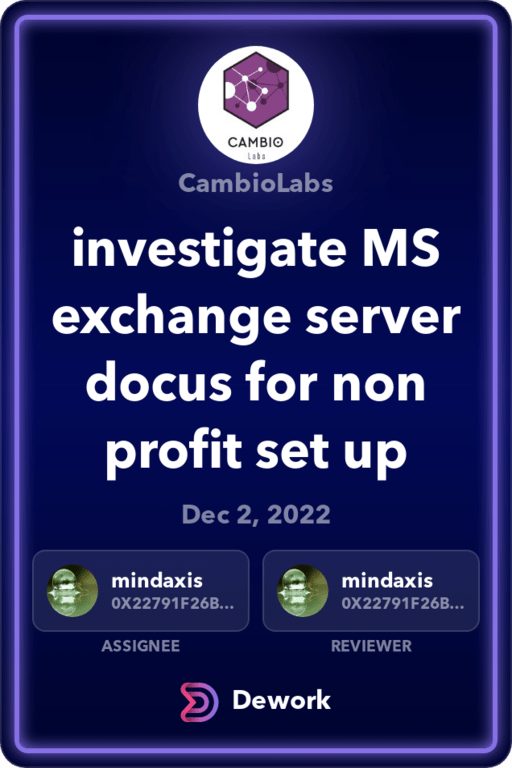 CAMBIO
Labs
CambioLabs
investigate MS
exchange server
docus for non
profit set up
Dec 2, 2022
mindaxis
0X22791F26B...
ASSIGNEE
mindaxis
0X22791F26B...
REVIEWER
Dework